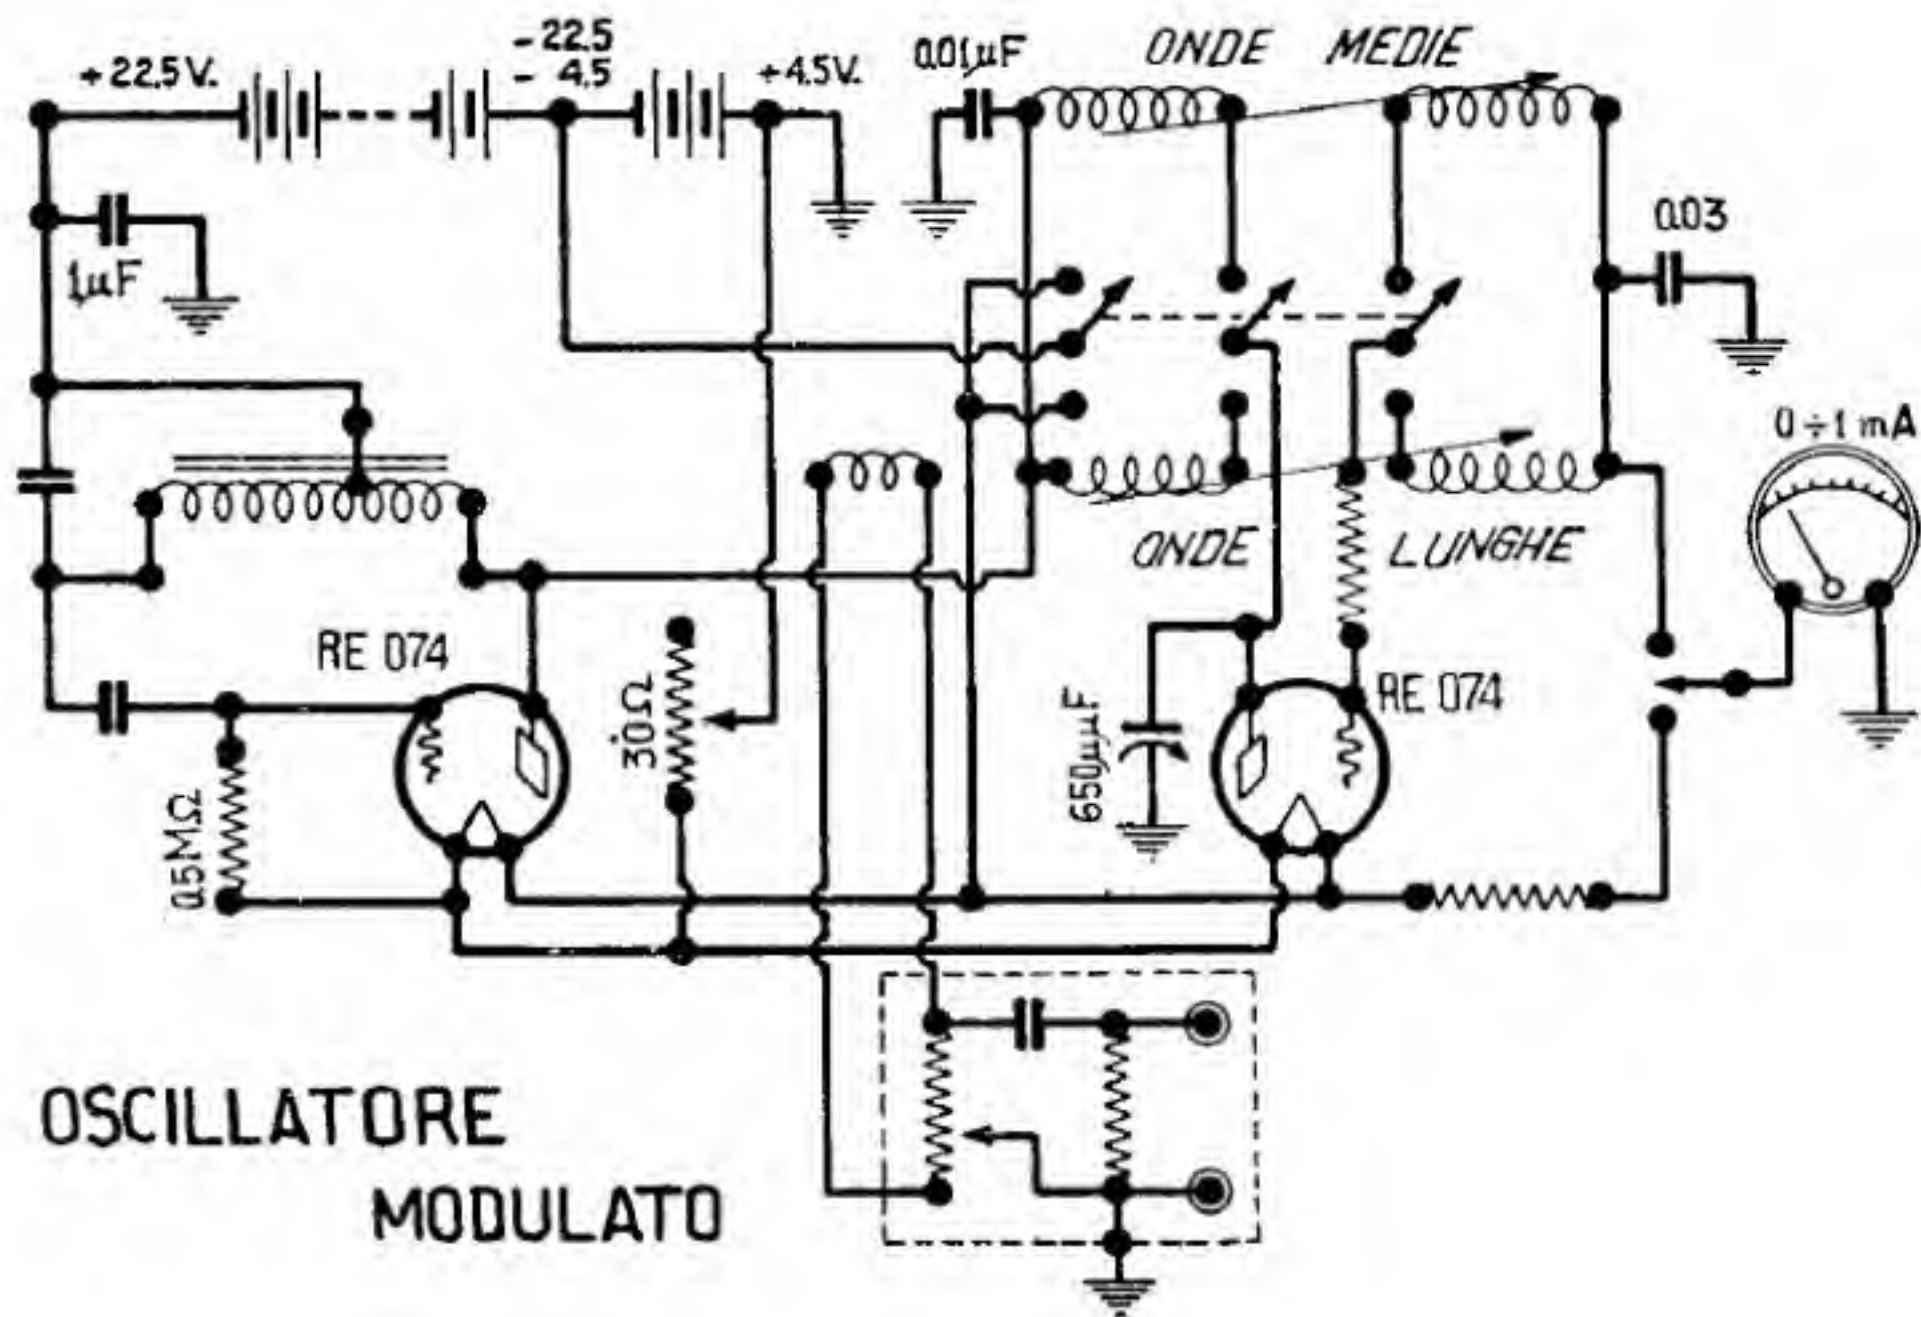 +22.5 V.
-22.5
- 4.5
+4.5V.
0.01µF
ONDE MEDIE
0.03
1µF
0÷1 mA
ONDE LUNGHE
RE 074
30Ω
650µµF
RE 074
0.5MΩ
OSCILLATORE
MODULATO